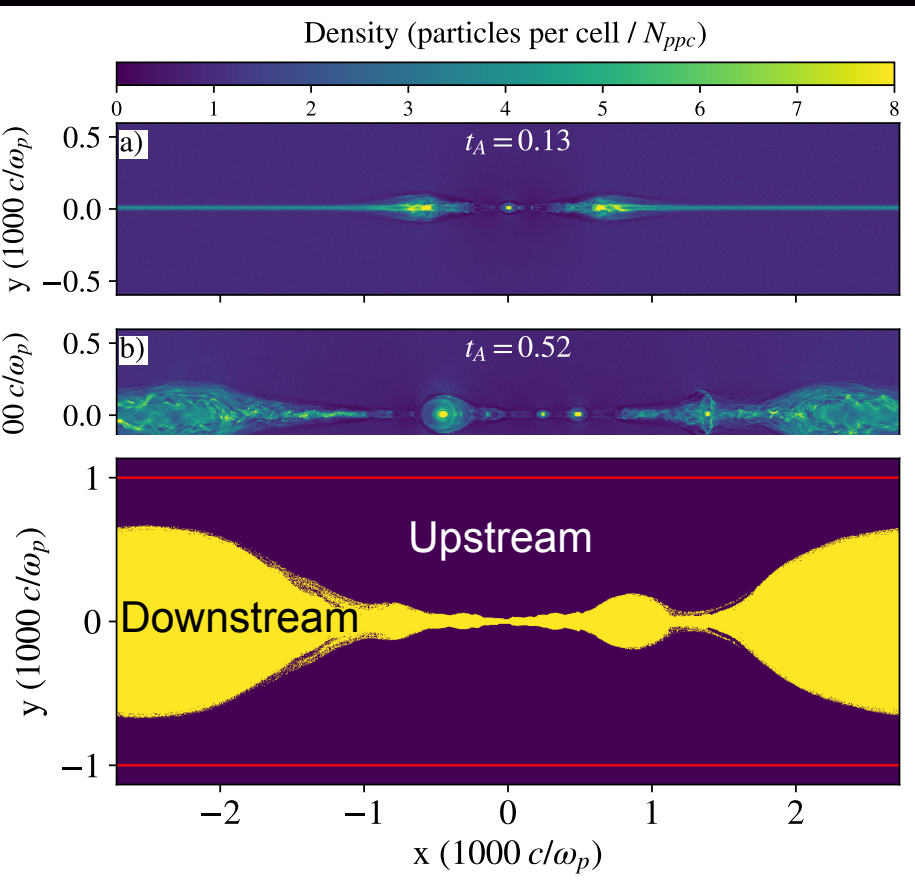 Density (particles per cell / N_ppc)
0 1 2 3 4 5 6 7 8
a)
t_A = 0.13
0.5
0.0
−0.5
y (1000 c/ω_p)
b)
t_A = 0.52
0.5
0.0
00 c/ω_p)
1
0
−1
y (1000 c/ω_p)
Upstream
Downstream
−2 −1 0 1 2
x (1000 c/ω_p)